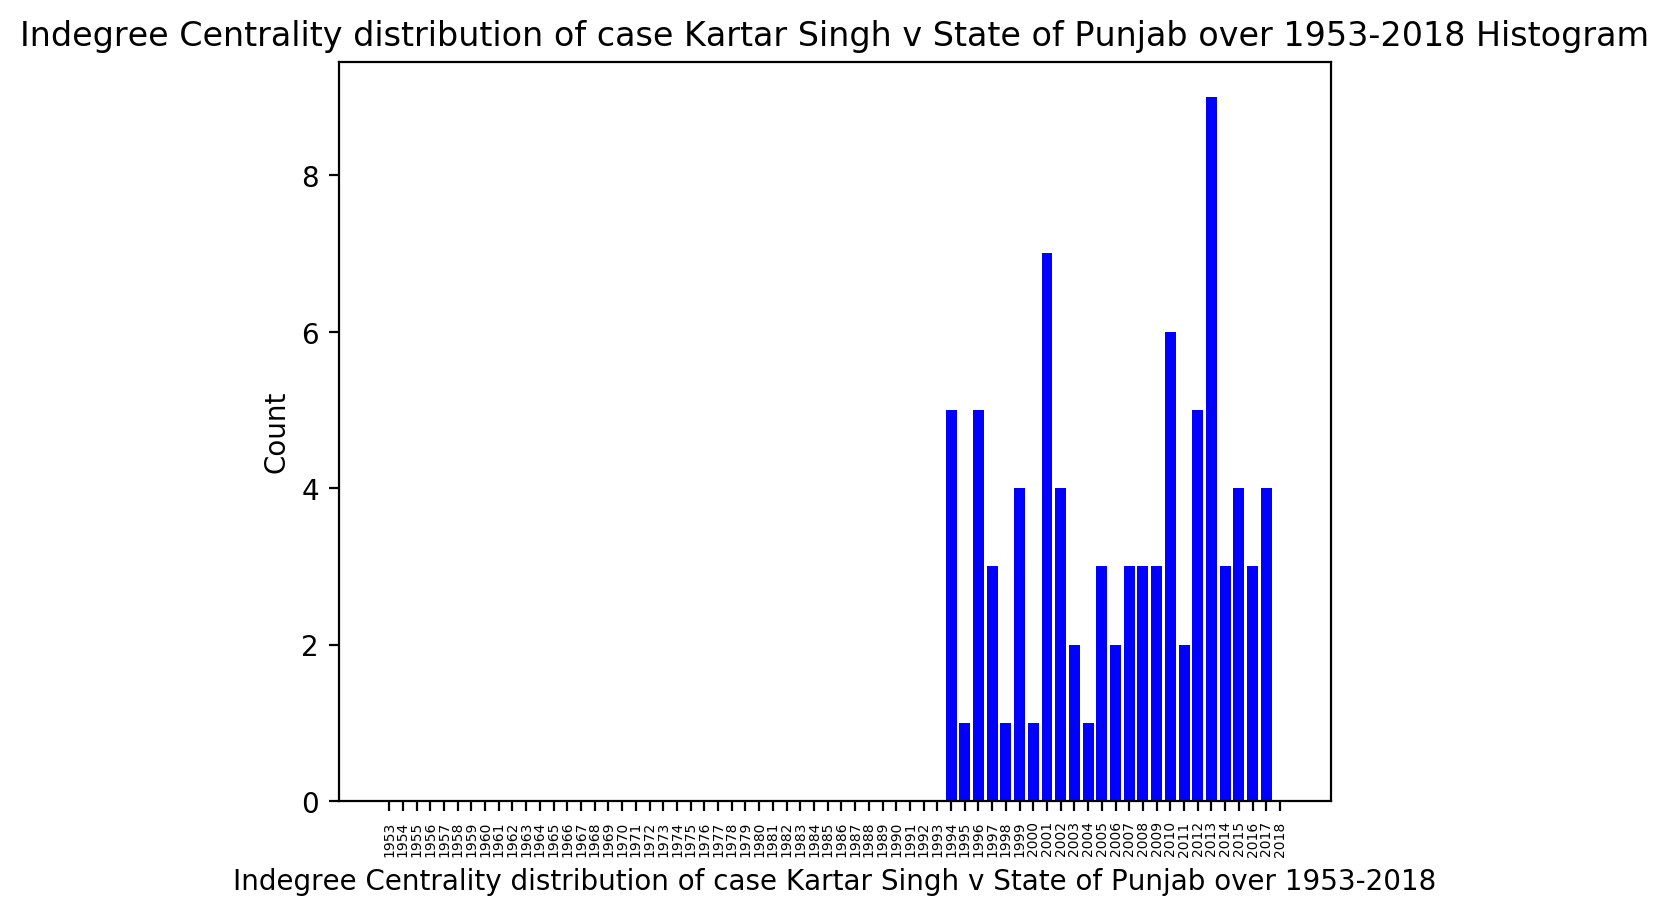 Indegree Centrality distribution of case Kartar Singh v State of Punjab over 1953-2018 Histogram
8
6
4
2
0
Count
1953 1954 1955 1956 1957 1958 1959 1960 1961 1962 1963 1964 1965 1966 1967 1968 1969 1970 1971 1972 1973 1974 1975 1976 1977 1978 1979 1980 1981 1982 1983 1984 1985 1986 1987 1988 1989 1990 1991 1992 1993 1994 1995 1996 1997 1998 1999 2000 2001 2002 2003 2004 2005 2006 2007 2008 2009 2010 2011 2012 2013 2014 2015 2016 2017 2018
Indegree Centrality distribution of case Kartar Singh v State of Punjab over 1953-2018